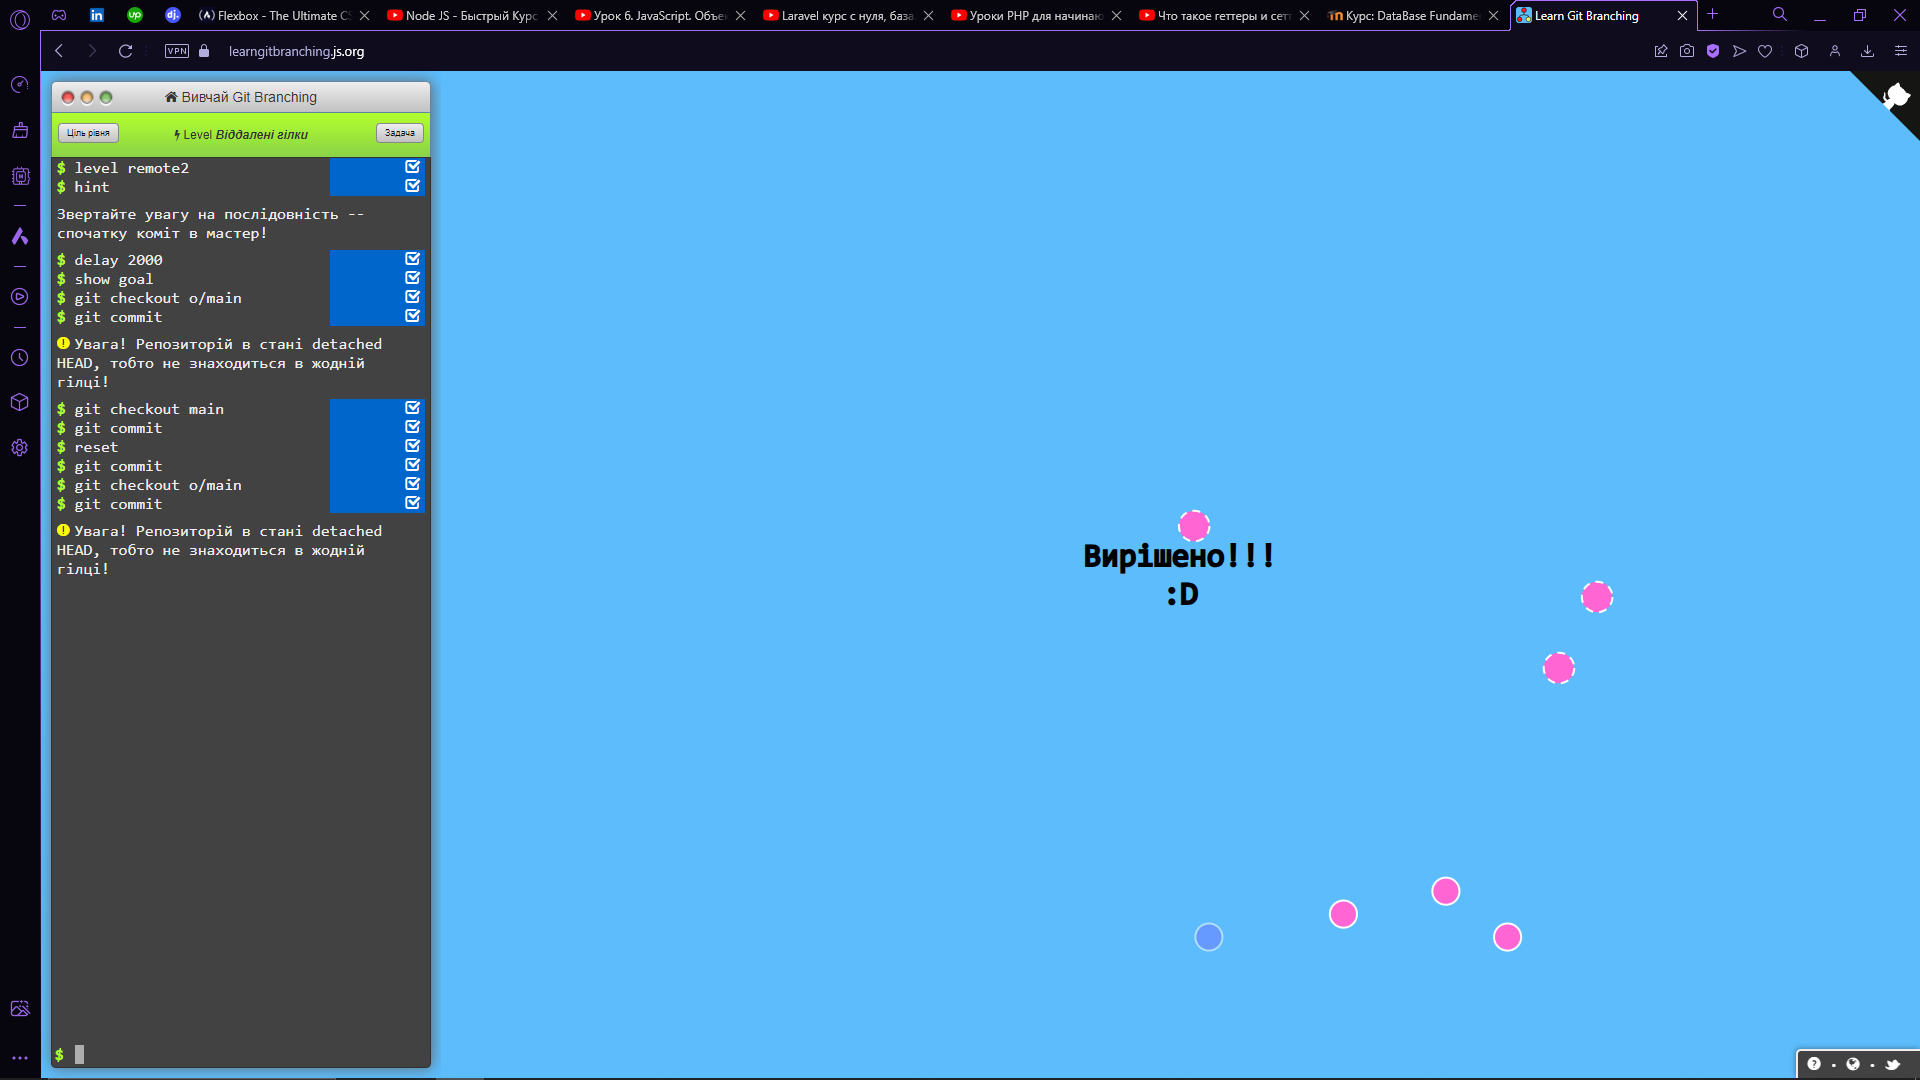 Flexbox - The Ultimate CS
Node JS - Быстрый Курс
Урок 6. JavaScript. Объе
Laravel курс с нуля, база.
Уроки PHP для начинаю
Что такое геттеры и сетт
Курс: DataBase Fundame
Learn Git Branching
VPN
learngitbranching.js.org
Вивчай Git Branching
Ціль рівня
Level Віддалені гілки
Задача
$ level remote2
$ hint
Звертайте увагу на послідовність --
спочатку коміт в мастер!
$ delay 2000
$ show goal
$ git checkout o/main
$ git commit
Увага! Репозиторій в стані detached
HEAD, тобто не знаходиться в жодній
гілці!
$ git checkout main
$ git commit
$ reset
$ git commit
$ git checkout o/main
$ git commit
Увага! Репозиторій в стані detached
HEAD, тобто не знаходиться в жодній
гілці!
$
Вирішено!!!
:D